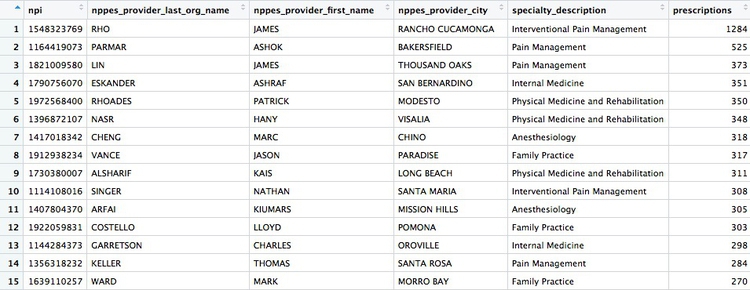 npi nppes_provider_last_org_name nppes_provider_first_name nppes_provider_city specialty_description prescriptions
1 1548323769 RHO JAMES RANCHO CUCAMONGA Interventional Pain Management 1284
2 1164419073 PARMAR ASHOK BAKERSFIELD Pain Management 525
3 1821009580 LIN JAMES THOUSAND OAKS Pain Management 373
4 1790756070 ESKANDER ASHRAF SAN BERNARDINO Internal Medicine 351
5 1972568400 RHOADES PATRICK MODESTO Physical Medicine and Rehabilitation 350
6 1396872107 NASR HANY VISALIA Physical Medicine and Rehabilitation 348
7 1417018342 CHENG MARC CHINO Anesthesiology 318
8 1912938234 VANCE JASON PARADISE Family Practice 317
9 1730380007 ALSHARIF KAIS LONG BEACH Physical Medicine and Rehabilitation 311
10 1114108016 SINGER NATHAN SANTA MARIA Interventional Pain Management 308
11 1407804370 ARFAI KIUMARS MISSION HILLS Anesthesiology 305
12 1922059831 COSTELLO LLOYD POMONA Family Practice 303
13 1144284373 GARRETSON CHARLES OROVILLE Internal Medicine 298
14 1356318232 KELLER THOMAS SANTA ROSA Pain Management 284
15 1639110257 WARD MARK MORRO BAY Family Practice 270